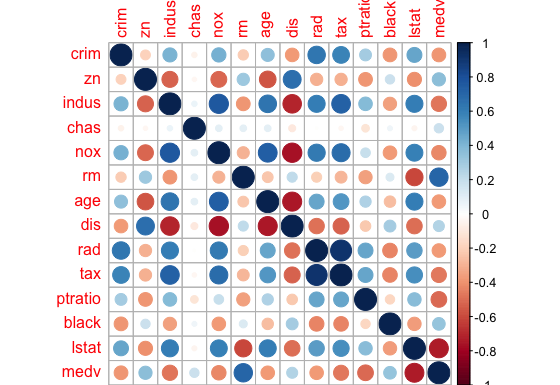 crim zn indus chas nox rm age dis rad tax ptratio black lstat medv
crim
zn
indus
chas
nox
rm
age
dis
rad
tax
ptratio
black
lstat
medv
1
0.8
0.6
0.4
0.2
0
-0.2
-0.4
-0.6
-0.8